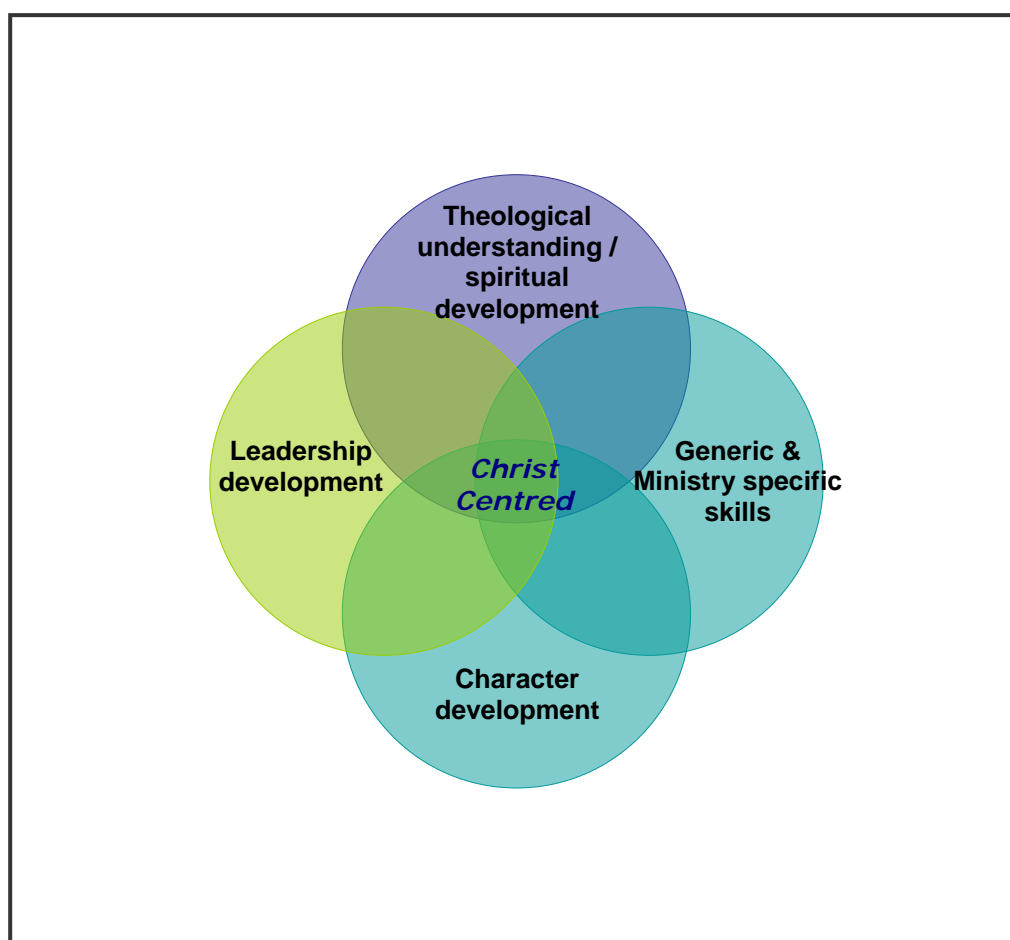 Theological
understanding /
spiritual
development
Leadership
development
Christ
Centred
Generic &
Ministry specific
skills
Character
development